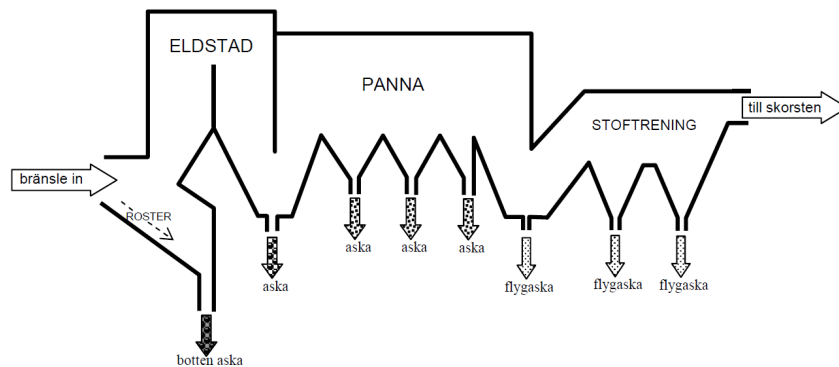 ELDSTAD
PANNA
till skorsten
STOFTRENING
bränsle in
ROSTER
aska
aska
aska
aska
flygaska
flygaska
flygaska
botten aska